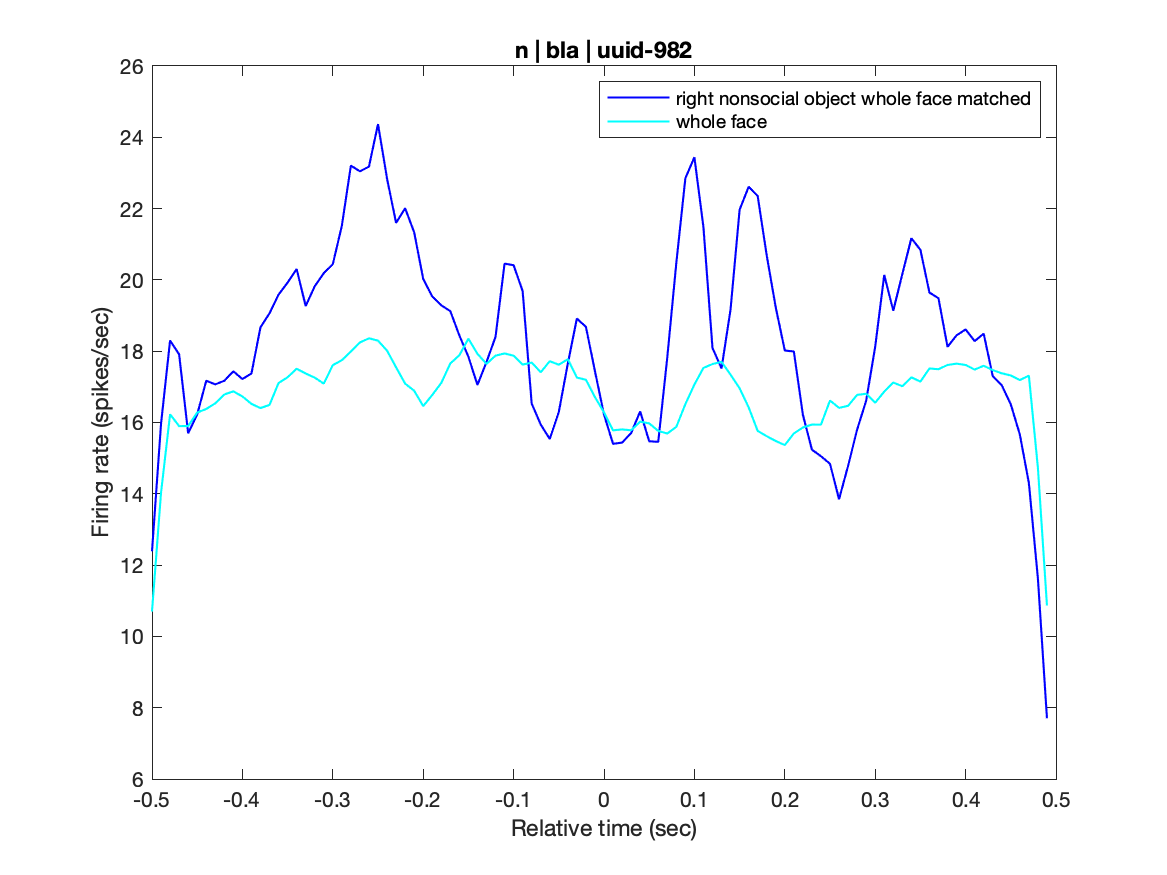 n | bla | uuid-982
right nonsocial object whole face matched
whole face
26
24
22
20
18
16
14
12
10
8
6
Firing rate (spikes/sec)
-0.5 -0.4 -0.3 -0.2 -0.1 0 0.1 0.2 0.3 0.4 0.5
Relative time (sec)